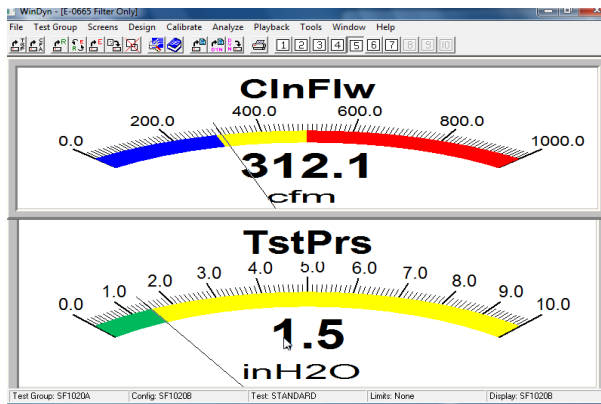 WinDyn - [E-0665 Filter Only]
File Test Group Screens Design Calibrate Analyze Playback Tools Window Help
1 2 3 4 5 6 7 8 9 10
ClnFlw
0.0 200.0 400.0 600.0 800.0 1000.0
312.1
cfm
TstPrs
0.0 1.0 2.0 3.0 4.0 5.0 6.0 7.0 8.0 9.0 10.0
1.5
inH2O
Test Group: SF1020A Config: SF1020B Test: STANDARD Limits: None Display: SF1020B